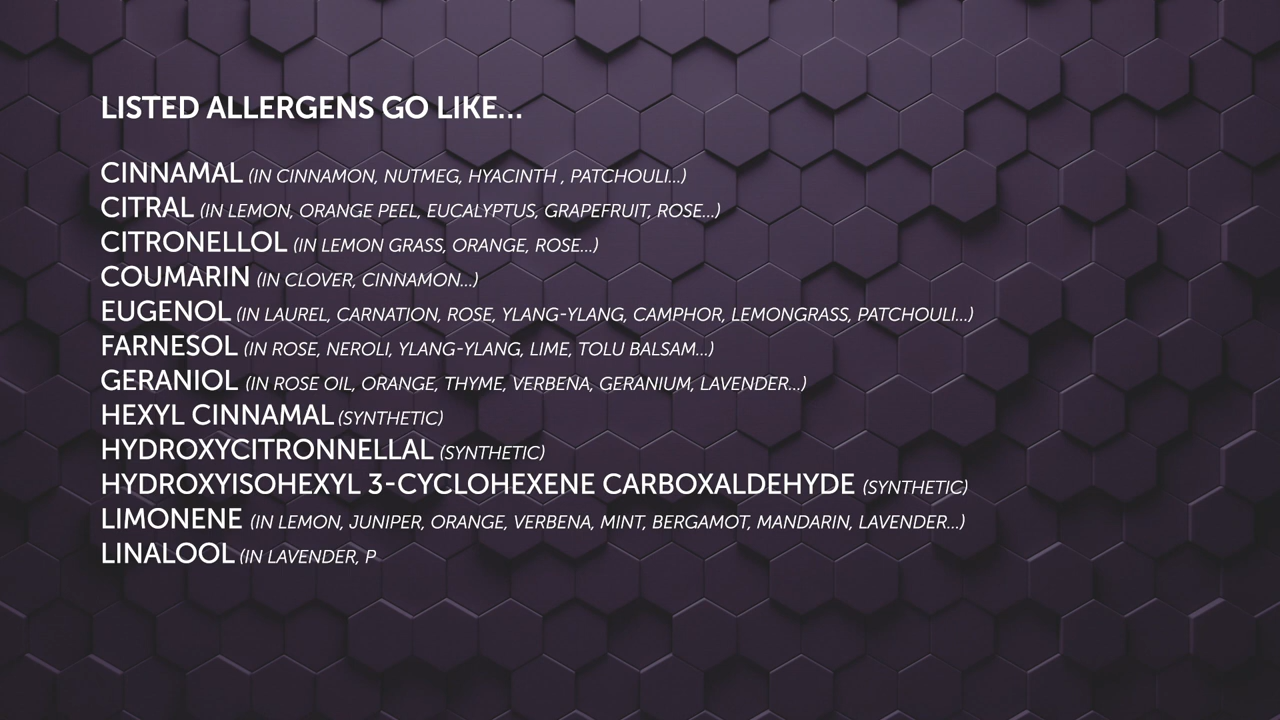 LISTED ALLERGENS GO LIKE...
CINNAMAL (IN CINNAMON, NUTMEG, HYACINTH , PATCHOULI...)
CITRAL (IN LEMON, ORANGE PEEL, EUCALYPTUS, GRAPEFRUIT, ROSE...)
CITRONELLOL (IN LEMON GRASS, ORANGE, ROSE...)
COUMARIN (IN CLOVER, CINNAMON...)
EUGENOL (IN LAUREL, CARNATION, ROSE, YLANG-YLANG, CAMPHOR, LEMONGRASS, PATCHOULI...)
FARNESOL (IN ROSE, NEROLI, YLANG-YLANG, LIME, TOLU BALSAM...)
GERANIOL (IN ROSE OIL, ORANGE, THYME, VERBENA, GERANIUM, LAVENDER...)
HEXYL CINNAMAL (SYNTHETIC)
HYDROXYCITRONNELLAL (SYNTHETIC)
HYDROXYISOHEXYL 3-CYCLOHEXENE CARBOXALDEHYDE (SYNTHETIC)
LIMONENE (IN LEMON, JUNIPER, ORANGE, VERBENA, MINT, BERGAMOT, MANDARIN, LAVENDER...)
LINALOOL (IN LAVENDER, P